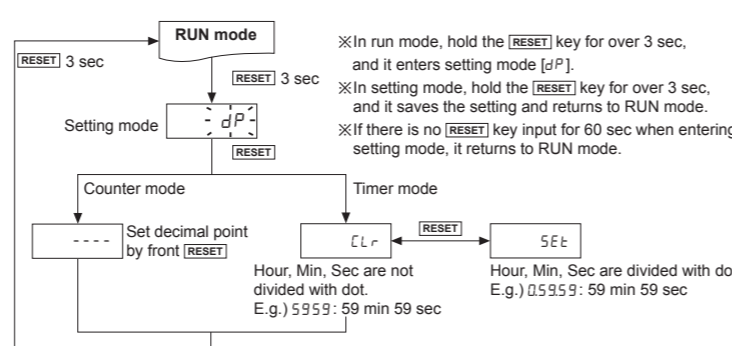 RUN mode
RESET 3 sec
RESET 3 sec
※In run mode, hold the RESET key for over 3 sec,
and it enters setting mode [dP].
※In setting mode, hold the RESET key for over 3 sec,
and it saves the setting and returns to RUN mode.
※If there is no RESET key input for 60 sec when entering
setting mode, it returns to RUN mode.
Setting mode
dP
RESET
Counter mode
Timer mode
- - - -
Set decimal point
by front RESET
CLr
RESET
SEt
Hour, Min, Sec are not
divided with dot.
E.g.) 5959: 59 min 59 sec
Hour, Min, Sec are divided with do
E.g.) 0.59.59: 59 min 59 sec